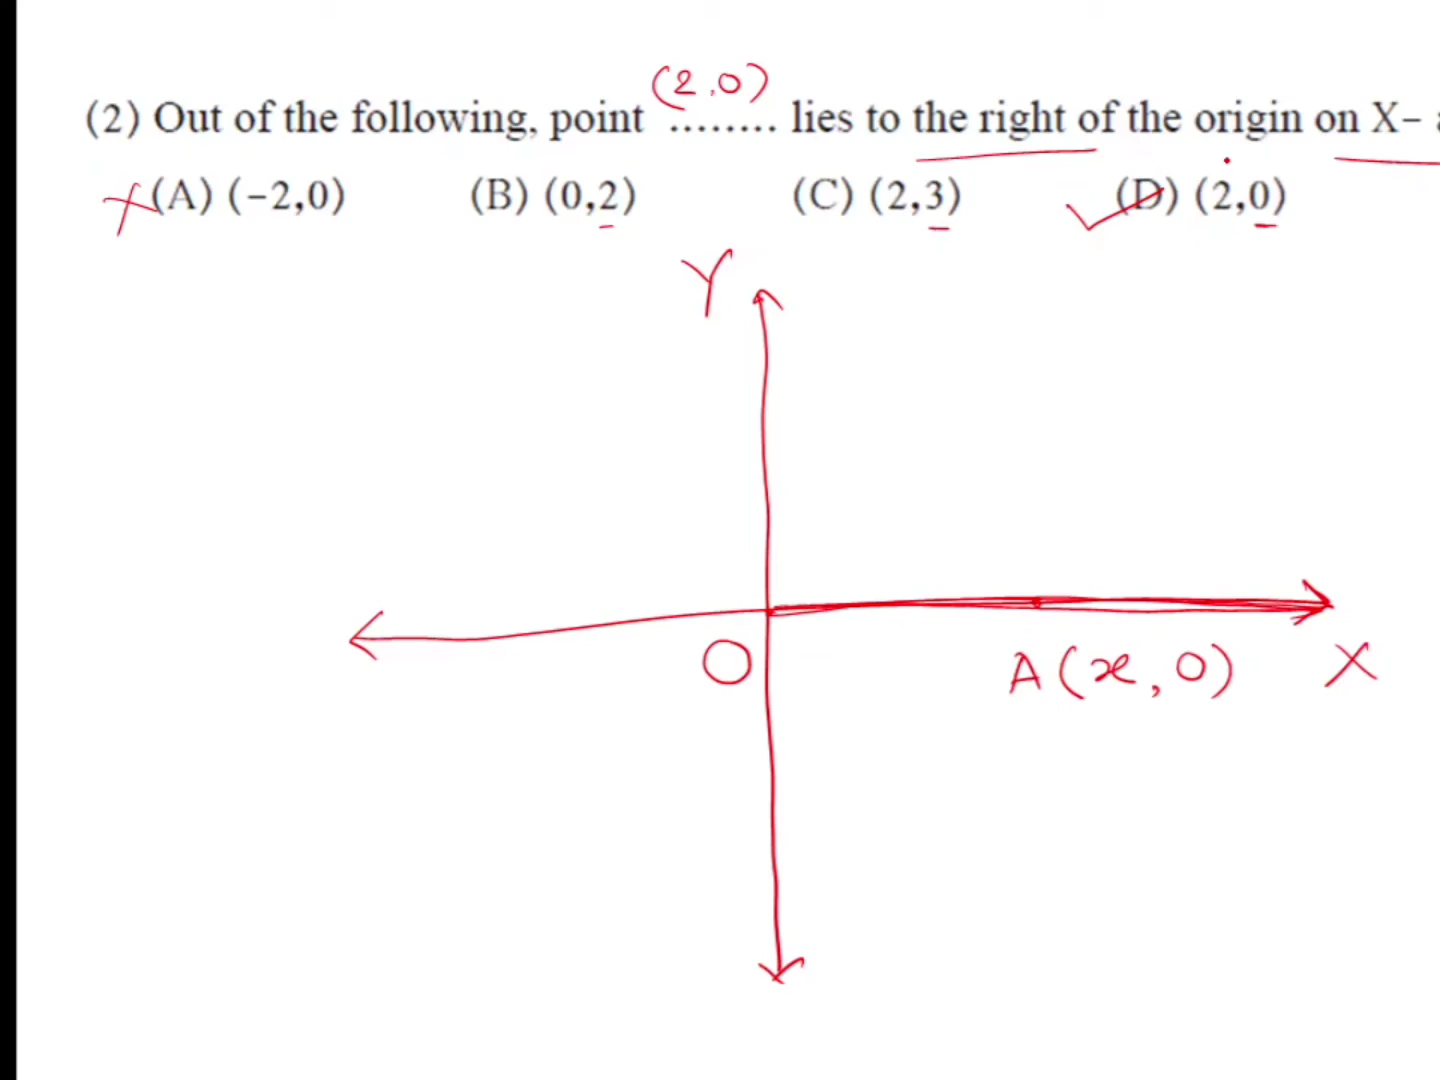 (2,0)
(2) Out of the following, point ........ lies to the right of the origin on X–
(A) (−2,0) (B) (0,2) (C) (2,3) (D) (2,0)
Y
O A(x,0) X